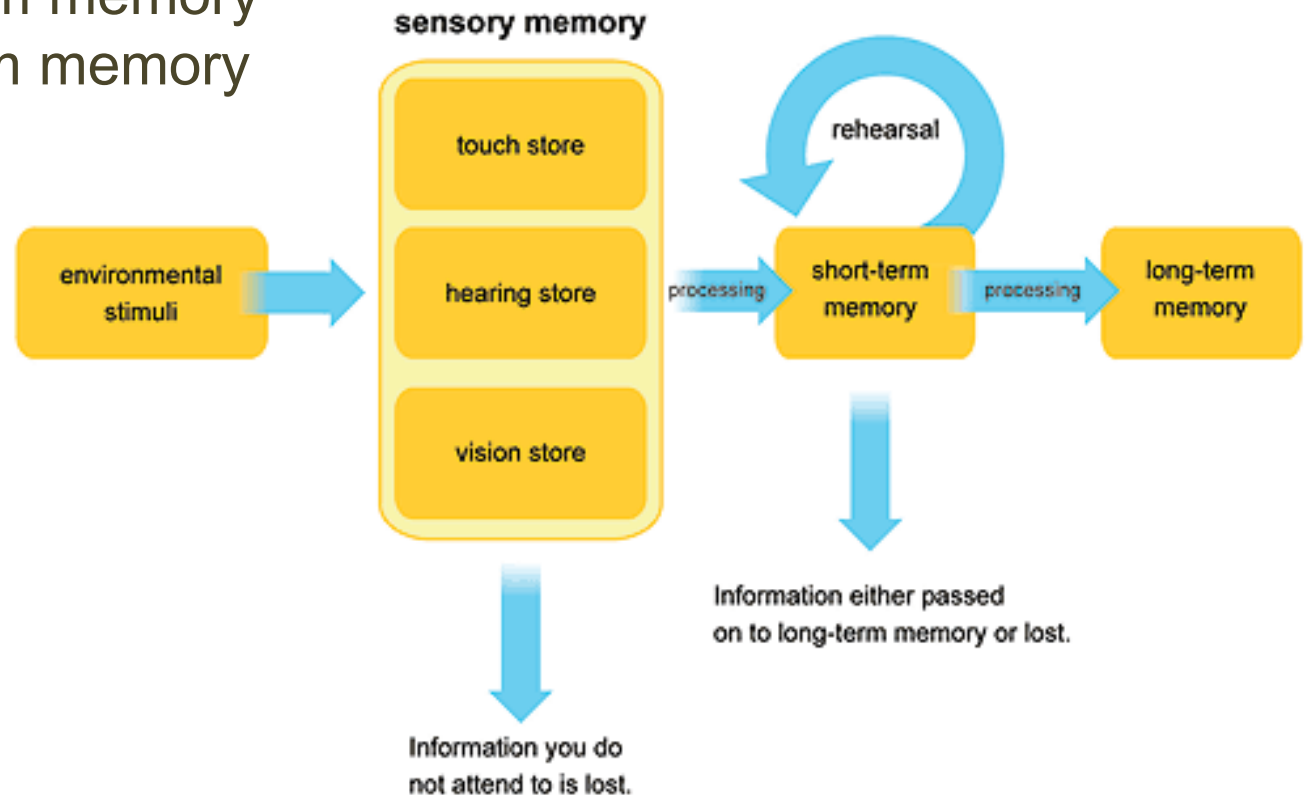 m memory
m memory
sensory memory
touch store
rehearsal
environmental
stimuli
hearing store
processing
short-term
memory
processing
long-term
memory
vision store
Information either passed
on to long-term memory or lost.
Information you do
not attend to is lost.